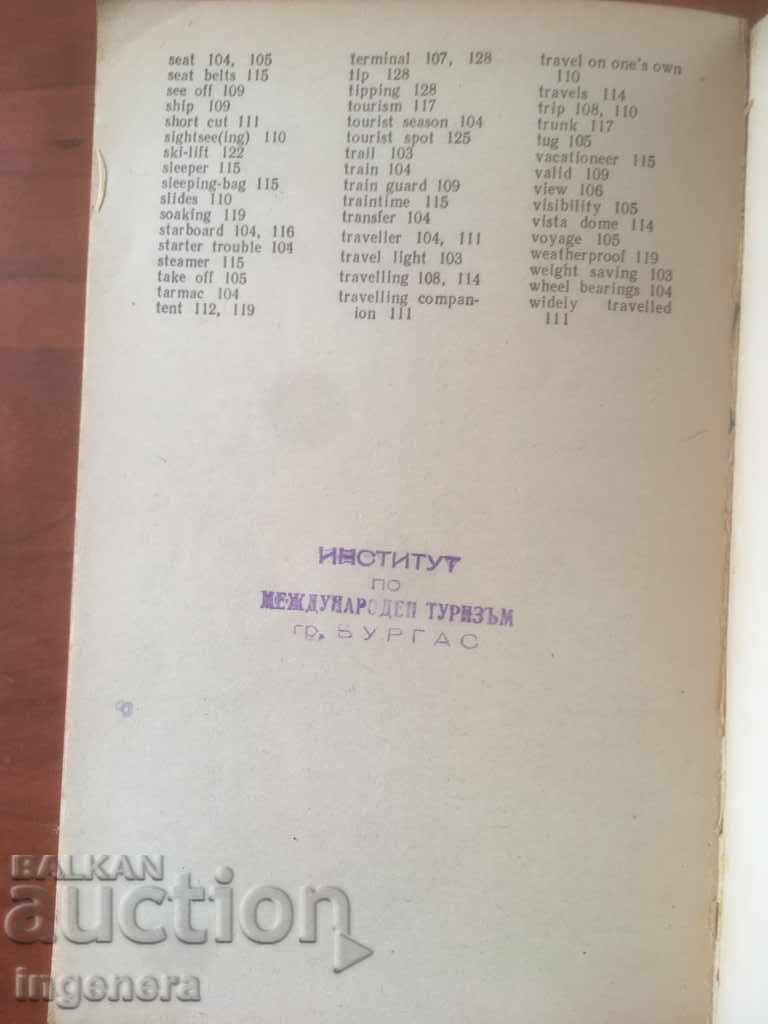 seat 104, 105
seat belts 115
see off 109
ship 109
short cut 111
sightsee(ing) 110
ski-lift 122
sleeper 115
sleeping-bag 115
slides 110
soaking 119
starboard 104, 116
starter trouble 104
steamer 115
take off 105
tarmac 104
tent 112, 119
terminal 107, 128
tip 128
tipping 128
tourism 117
tourist season 104
tourist spot 125
trail 103
train 104
train guard 109
traintime 115
transfer 104
traveller 104, 111
travel light 103
travelling 108, 114
travelling compan-
ion 111
travel on one's own
110
travels 114
trip 108, 110
trunk 117
tug 105
vacationeer 115
valid 109
view 106
visibility 105
vista dome 114
voyage 105
weatherproof 119
weight saving 103
wheel bearings 104
widely travelled
111
ИНСТИТУТ
ПО
МЕЖДУНАРОДЕН ТУРИЗЪМ
гр. БУРГАС
BALKAN
auction
ingenera